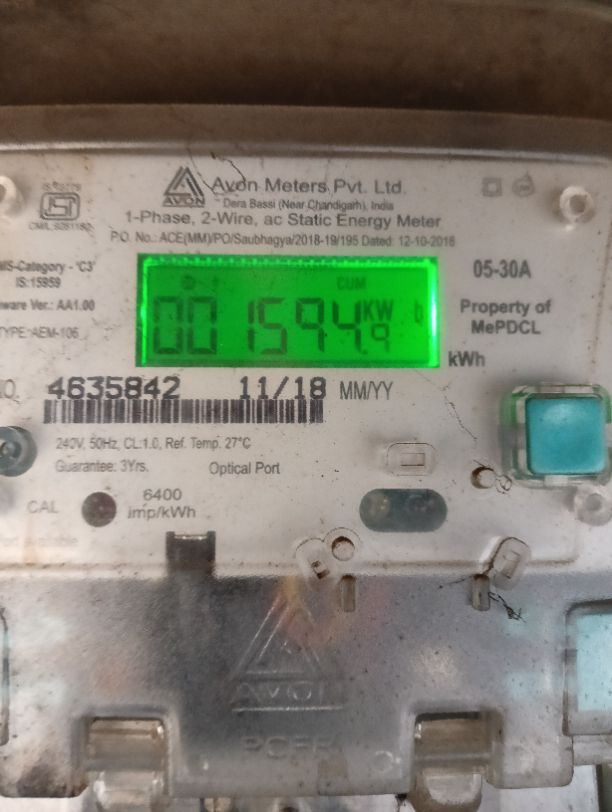 AVON
Avon Meters Pvt. Ltd.
Dera Bassi (Near Chandigarh), India
1-Phase, 2-Wire, ac Static Energy Meter
P.O. No.: ACE(MM)/PO/Saubhagya/2018-19/195 Dated: 12-10-2018
MS-Category - 'C3'
IS:15959
ware Ver.: AA1.00
TYPE: AEM-106
CUM
001594.9 KW
kWh
05-30A
Property of
MePDCL
4635842 11/18 MM/YY
240V, 50Hz, CL:1.0, Ref. Temp. 27°C
Guarantee: 3Yrs. Optical Port
CAL 6400
imp/kWh
AVON